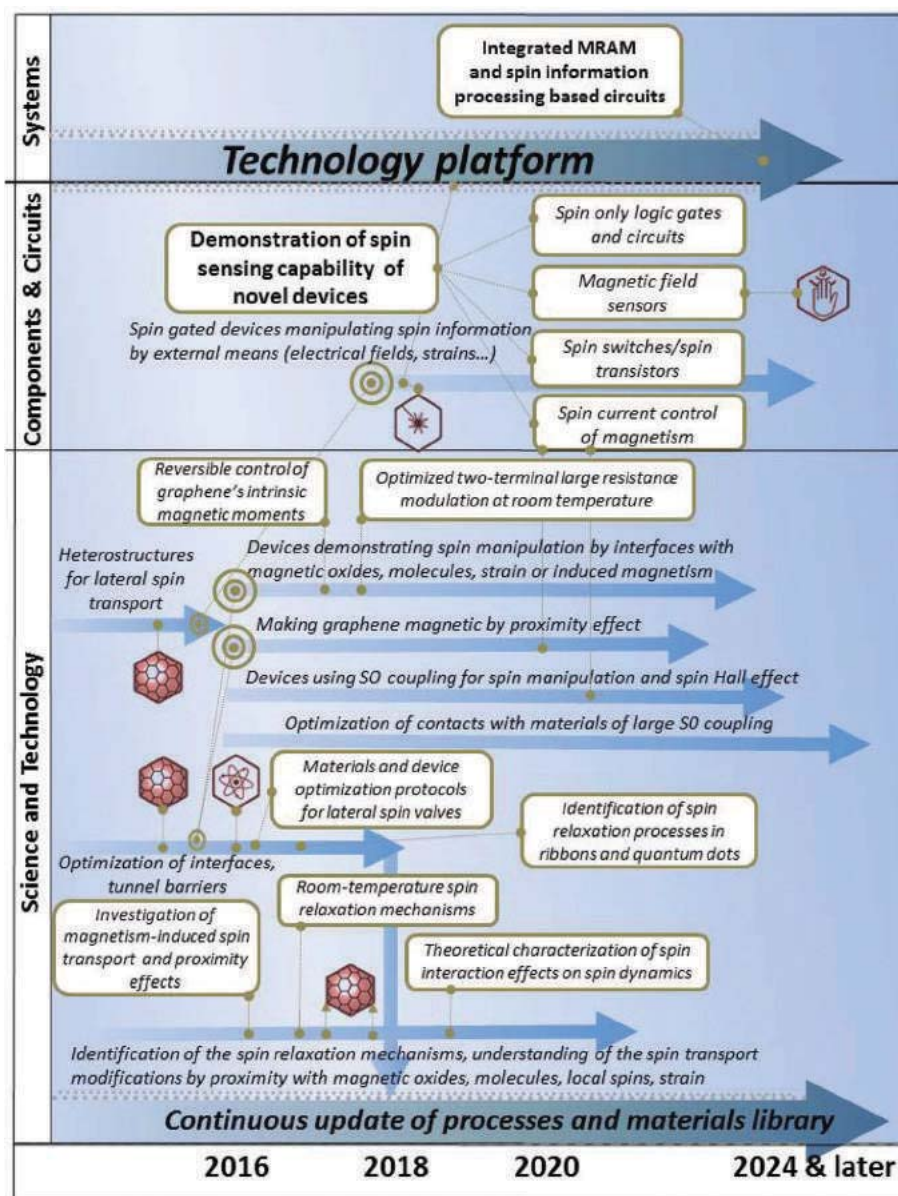 Systems
Integrated MRAM
and spin information
processing based circuits
Technology platform
Components & Circuits
Demonstration of spin
sensing capability of
novel devices
Spin only logic gates
and circuits
Magnetic field
sensors
Spin gated devices manipulating spin information
by external means (electrical fields, strains...)
Spin switches/spin
transistors
Spin current control
of magnetism
Science and Technology
Reversible control of
graphene's intrinsic
magnetic moments
Optimized two-terminal large resistance
modulation at room temperature
Heterostructures
for lateral spin
transport
Devices demonstrating spin manipulation by interfaces with
magnetic oxides, molecules, strain or induced magnetism
Making graphene magnetic by proximity effect
Devices using SO coupling for spin manipulation and spin Hall effect
Optimization of contacts with materials of large S0 coupling
Materials and device
optimization protocols
for lateral spin valves
Identification of spin
relaxation processes in
ribbons and quantum dots
Optimization of interfaces,
tunnel barriers
Room-temperature spin
relaxation mechanisms
Investigation of
magnetism-induced spin
transport and proximity
effects
Theoretical characterization of spin
interaction effects on spin dynamics
Identification of the spin relaxation mechanisms, understanding of the spin transport
modifications by proximity with magnetic oxides, molecules, local spins, strain
Continuous update of processes and materials library
2016 2018 2020 2024 & later